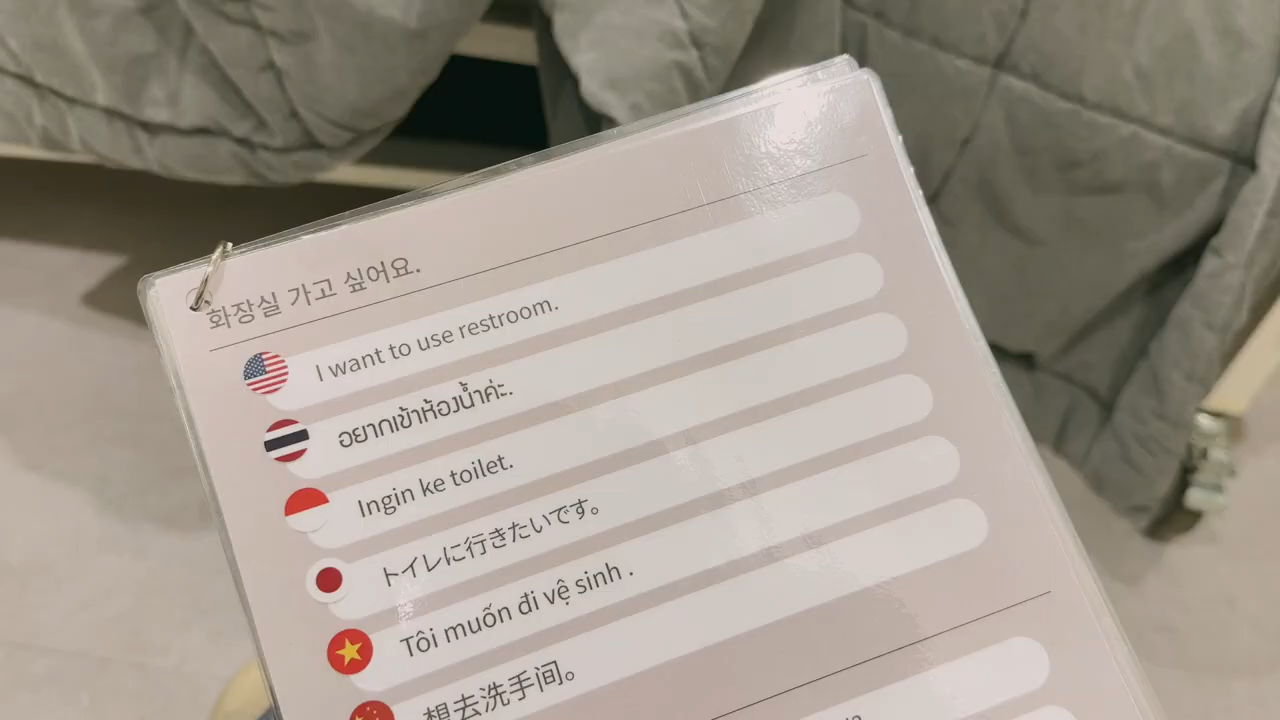 화장실 가고 싶어요.
I want to use restroom.
อยากเข้าห้องน้ำค่ะ.
Ingin ke toilet.
トイレに行きたいです。
Tôi muốn đi vệ sinh .
想去洗手间。